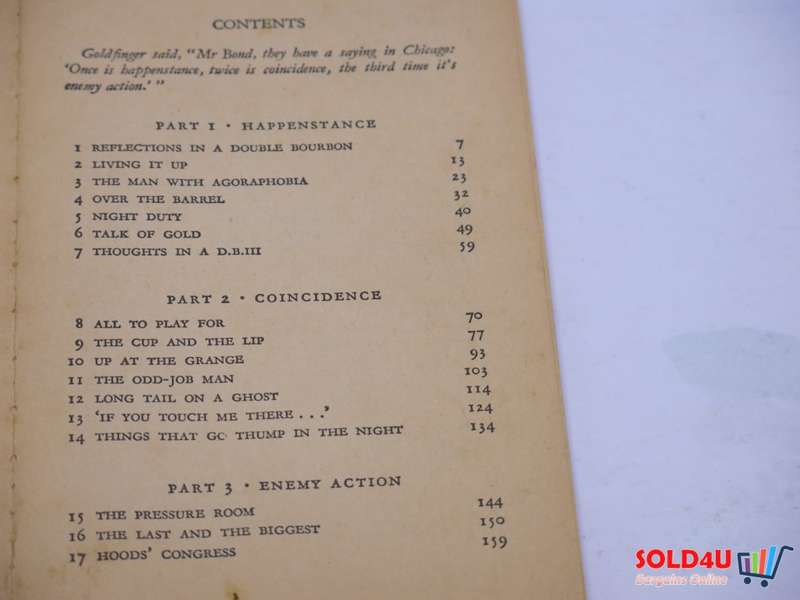 CONTENTS
Goldfinger said, "Mr Bond, they have a saying in Chicago:
'Once is happenstance, twice is coincidence, the third time it's
enemy action.' "
PART 1 · HAPPENSTANCE
1 REFLECTIONS IN A DOUBLE BOURBON 7
2 LIVING IT UP 13
3 THE MAN WITH AGORAPHOBIA 23
4 OVER THE BARREL 32
5 NIGHT DUTY 40
6 TALK OF GOLD 49
7 THOUGHTS IN A D.B.III 59
PART 2 · COINCIDENCE
8 ALL TO PLAY FOR 70
9 THE CUP AND THE LIP 77
10 UP AT THE GRANGE 93
11 THE ODD-JOB MAN 103
12 LONG TAIL ON A GHOST 114
13 'IF YOU TOUCH ME THERE . . .' 124
14 THINGS THAT GO THUMP IN THE NIGHT 134
PART 3 · ENEMY ACTION
15 THE PRESSURE ROOM 144
16 THE LAST AND THE BIGGEST 150
17 HOODS' CONGRESS 159
SOLD4U
Bargains Online